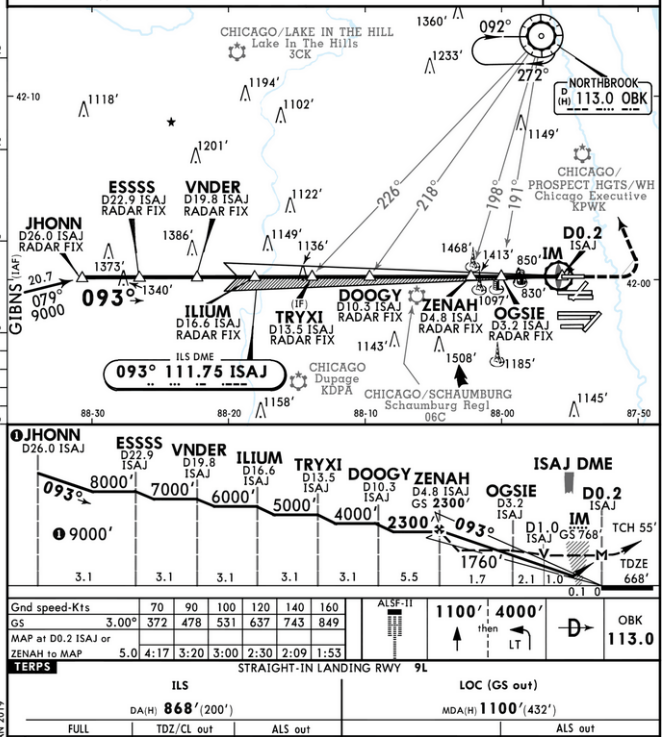 1360'
CHICAGO/LAKE IN THE HILL
Lake In The Hills
3CK
092°
1233'
272°
NORTHBROOK
D
(H) 113.0 OBK
42-10
1118'
1194'
1102'
1149'
1201'
CHICAGO/
PROSPECT HGTS/WH
Chicago Executive
KPWK
226°
218°
198°
191°
ESSSS
D22.9 ISAJ
RADAR FIX
VNDER
D19.8 ISAJ
RADAR FIX
1122'
JHONN
D26.0 ISAJ
RADAR FIX
1373'
1386'
1149'
1136'
1468'
1413'
850'
IM
D0.2
ISAJ
GIBNS (IAF)
20.7
079°
9000
093°
1340'
1097'
830'
42-00
ILIUM
D16.6 ISAJ
RADAR FIX
(IF)
TRYXI
D13.5 ISAJ
RADAR FIX
DOOGY
D10.3 ISAJ
RADAR FIX
ZENAH
D4.8 ISAJ
RADAR FIX
OGSIE
D3.2 ISAJ
RADAR FIX
1143'
1508'
1185'
ILS DME
093° 111.75 ISAJ
CHICAGO
Dupage
KDPA
CHICAGO/SCHAUMBURG
Schaumburg Regl
06C
1158'
1145'
88-30
88-20
88-10
88-00
87-50
1 JHONN
D26.0 ISAJ
ESSSS
D22.9
ISAJ
VNDER
D19.8
ISAJ
ILIUM
D16.6
ISAJ
TRYXI
D13.5
ISAJ
DOOGY
D10.3
ISAJ
ZENAH
D4.8 ISAJ
GS 2300'
OGSIE
D3.2
ISAJ
ISAJ DME
D0.2
ISAJ
D1.0
ISAJ
IM
GS 768'
TCH 55'
093°
8000'
7000'
6000'
5000'
4000'
2300'
093°
1760'
V
M
1 9000'
TDZE
668'
3.1
3.1
3.1
3.1
3.1
5.5
1.7
2.1
1.0
0.1
0
Gnd speed-Kts 70 90 100 120 140 160
GS 3.00° 372 478 531 637 743 849
MAP at D0.2 ISAJ or
ZENAH to MAP 5.0 4:17 3:20 3:00 2:30 2:09 1:53
ALSF-II
1100' then 4000'
LT
D
OBK
113.0
TERPS
STRAIGHT-IN LANDING RWY 9L
ILS
LOC (GS out)
DA(H) 868'(200')
MDA(H) 1100'(432')
FULL
TDZ/CL out
ALS out
ALS out
2019